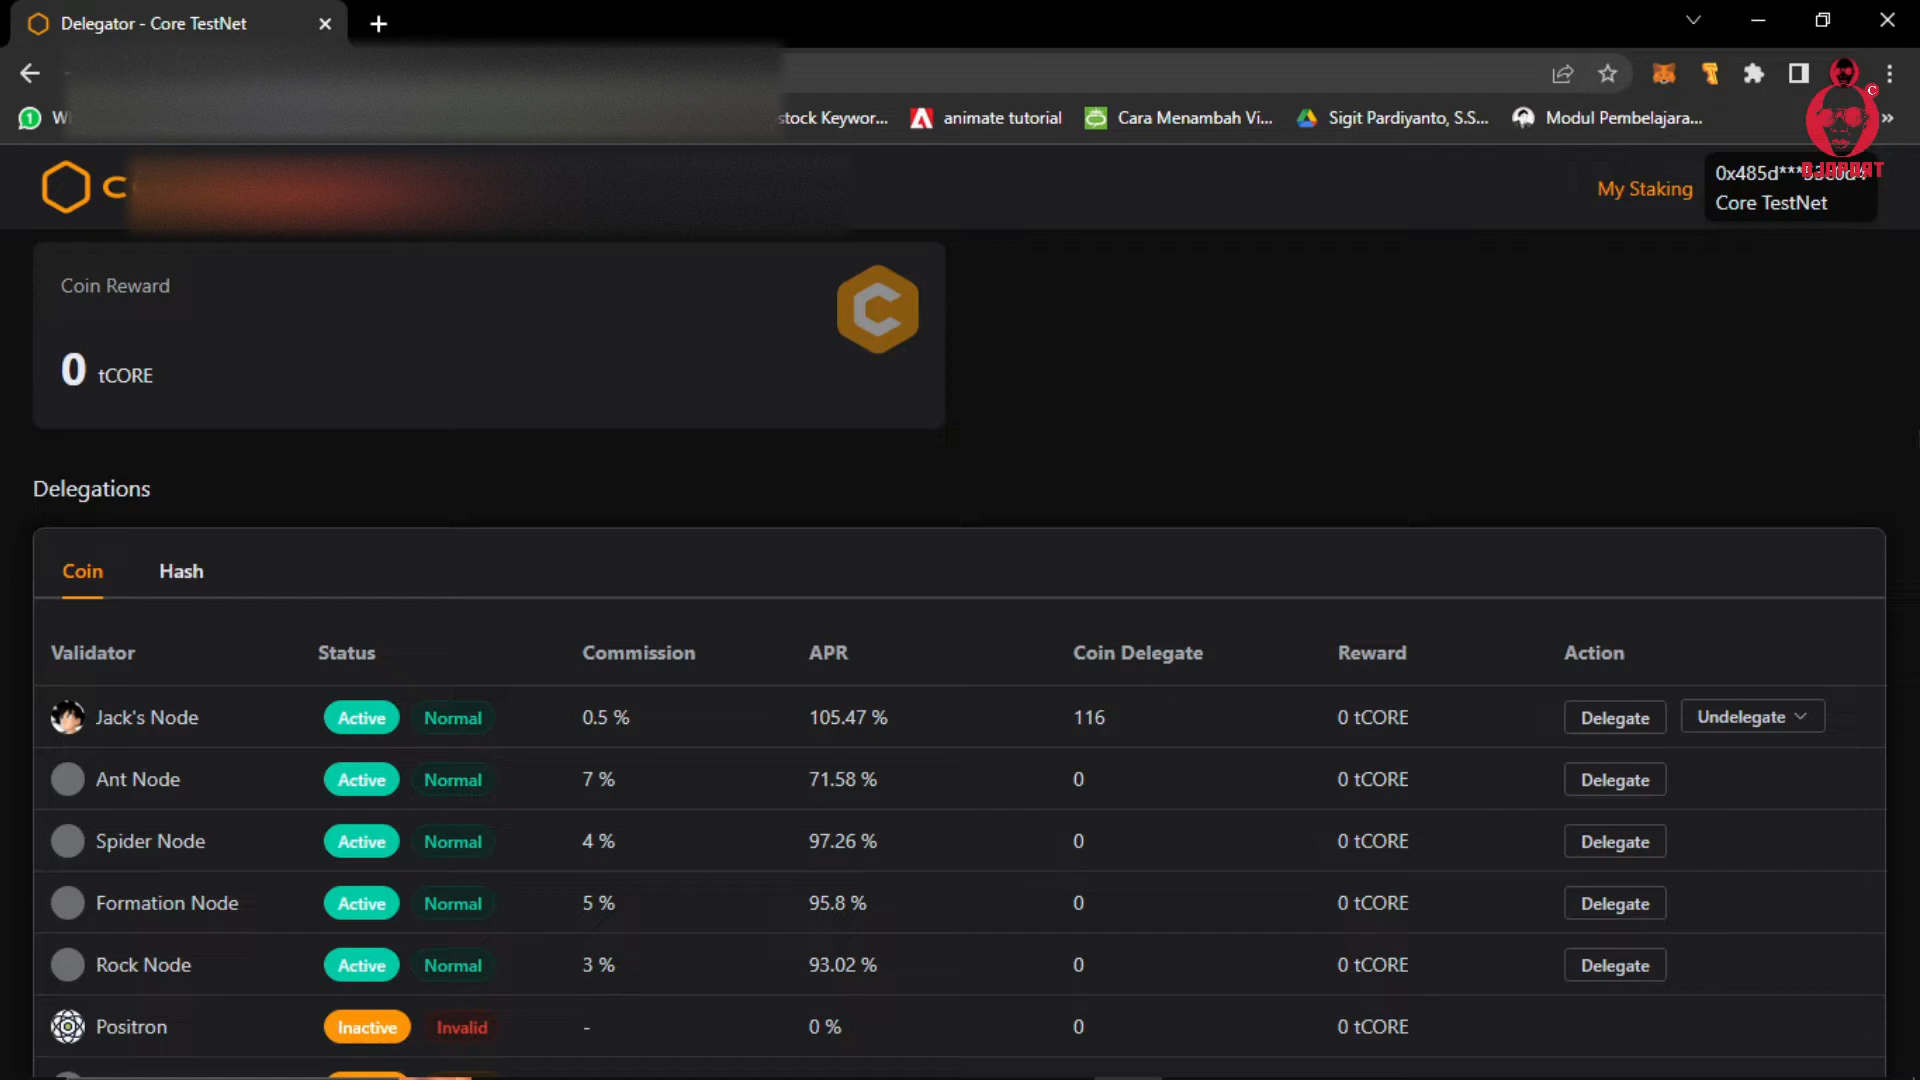 Delegator - Core TestNet
stock Keywor... animate tutorial Cara Menambah Vi... Sigit Pardiyanto, S.S... Modul Pembelajara... »
My Staking
0x485d***
Core TestNet
Coin Reward
0 tCORE
Delegations
Coin Hash
Validator Status Commission APR Coin Delegate Reward Action
Jack's Node Active Normal 0.5 % 105.47 % 116 0 tCORE Delegate Undelegate
Ant Node Active Normal 7 % 71.58 % 0 0 tCORE Delegate
Spider Node Active Normal 4 % 97.26 % 0 0 tCORE Delegate
Formation Node Active Normal 5 % 95.8 % 0 0 tCORE Delegate
Rock Node Active Normal 3 % 93.02 % 0 0 tCORE Delegate
Positron Inactive Invalid - 0 % 0 0 tCORE